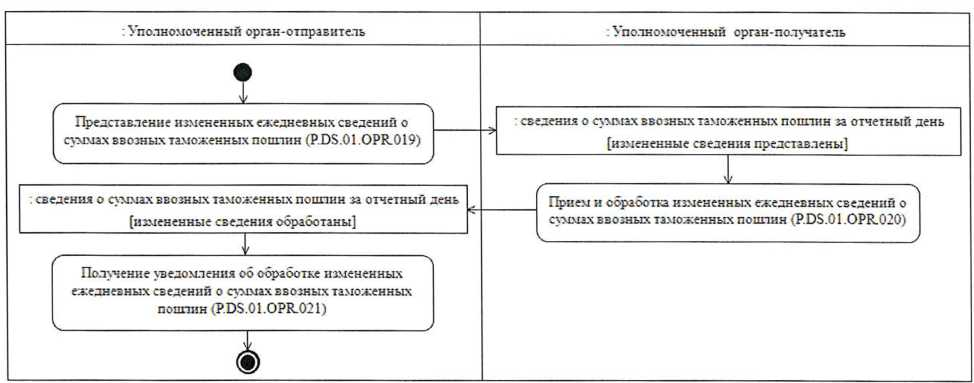 : Уполномоченный орган-отправитель
: Уполномоченный орган-получатель
Представление измененных ежедневных сведений о
суммах ввозных таможенных пошлин (P.DS.01.OPR.019)
: сведения о суммах ввозных таможенных пошлин за отчетный день
[измененные сведения представлены]
Прием и обработка измененных ежедневных сведений о
суммах ввозных таможенных пошлин (P.DS.01.OPR.020)
: сведения о суммах ввозных таможенных пошлин за отчетный день
[измененные сведения обработаны]
Получение уведомления об обработке измененных
ежедневных сведений о суммах ввозных таможенных
пошлин (P.DS.01.OPR.021)